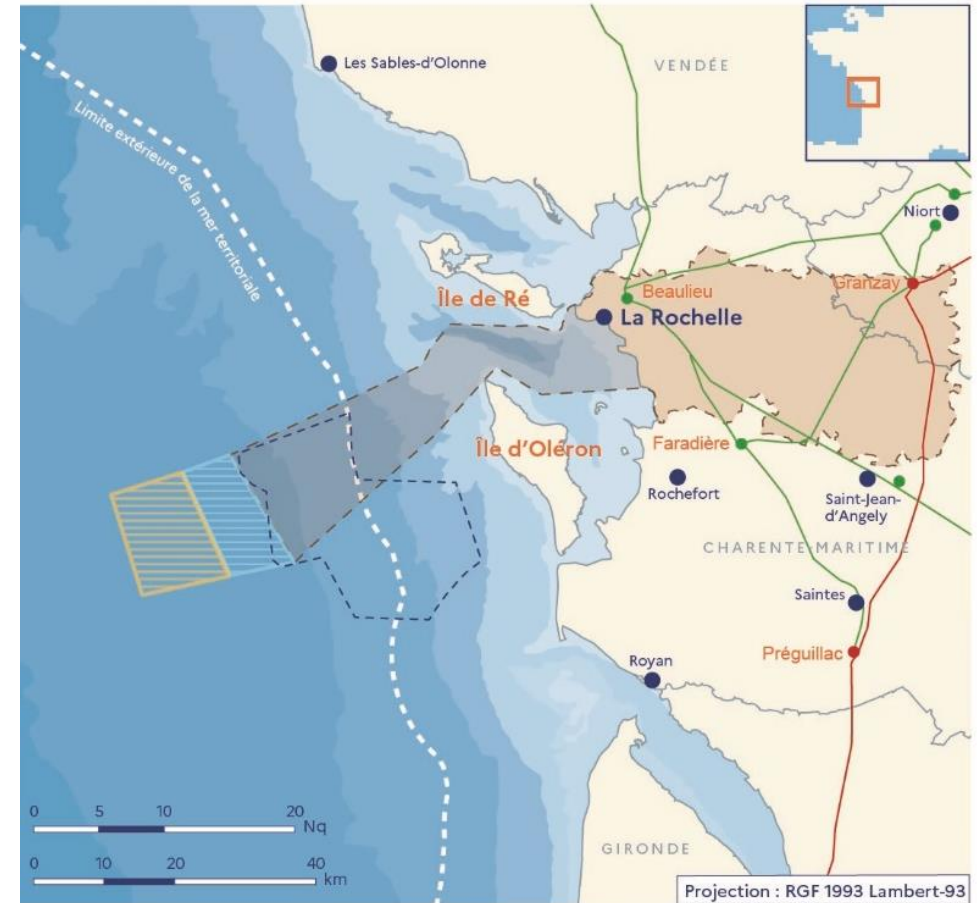 Les Sables-d'Olonne
VENDÉE
Limite extérieure de la mer territoriale
Niort
Île de Ré
Beaulieu
Granzay
La Rochelle
Île d'Oléron
Faradière
Rochefort
Saint-Jean-
d'Angely
CHARENTE-MARITIME
Saintes
Préguillac
Royan
0 5 10 20
Nq
0 10 20 40
km
GIRONDE
Projection : RGF 1993 Lambert-93